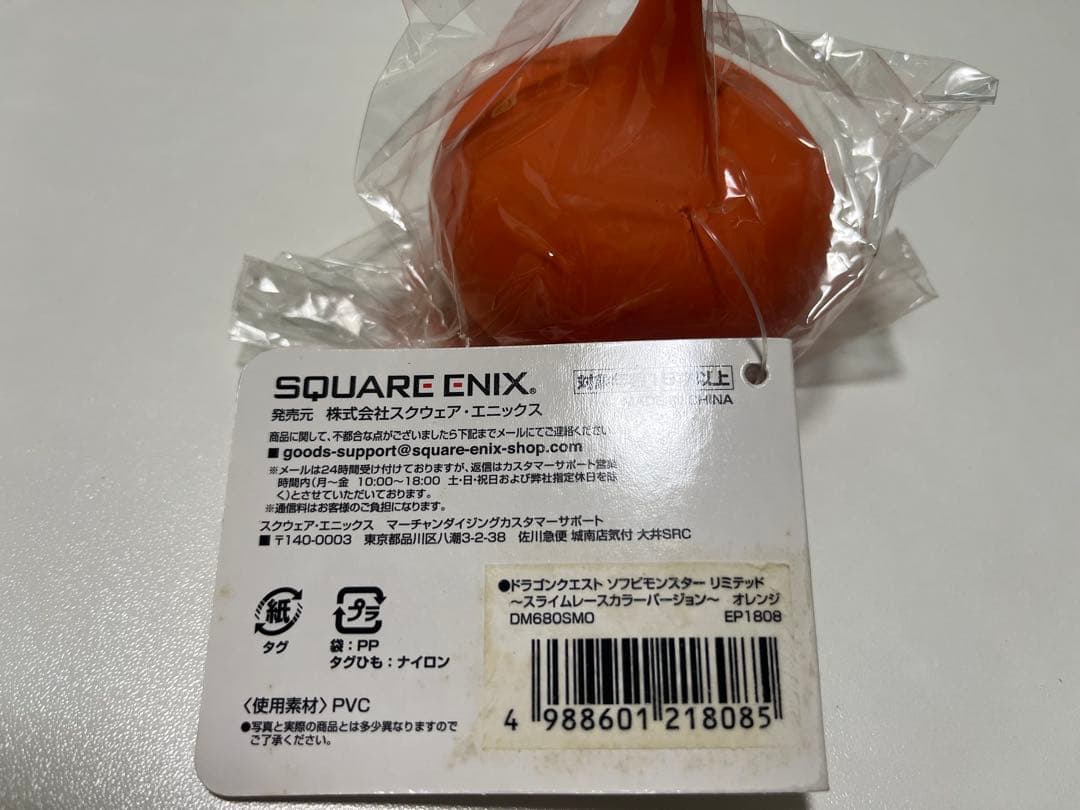 SQUARE ENIX®
対象年齢15才以上
MADE IN CHINA
発売元 株式会社スクウェア・エニックス
商品に関して、不都合な点がございましたら下記までメールにてご連絡ください
■goods-support@square-enix-shop.com
※メールは24時間受け付けておりますが、返信はカスタマーサポート営業
時間内(月〜金 10:00〜18:00 土・日・祝日および弊社指定休日を除
く)とさせていただいております。
※通信料はお客様のご負担になります。
スクウェア・エニックス マーチャンダイジングカスタマーサポート
■〒140-0003 東京都品川区八潮3-2-38 佐川急便 城南店気付 大井SRC
紙
タグ
プラ
袋:PP
タグひも:ナイロン
〈使用素材〉PVC
●写真と実際の商品とは多少異なりますので
ご了承ください。
●ドラゴンクエスト ソフビモンスター リミテッド
〜スライムレースカラーバージョン〜 オレンジ
DM680SMO EP1808
4 988601 218085